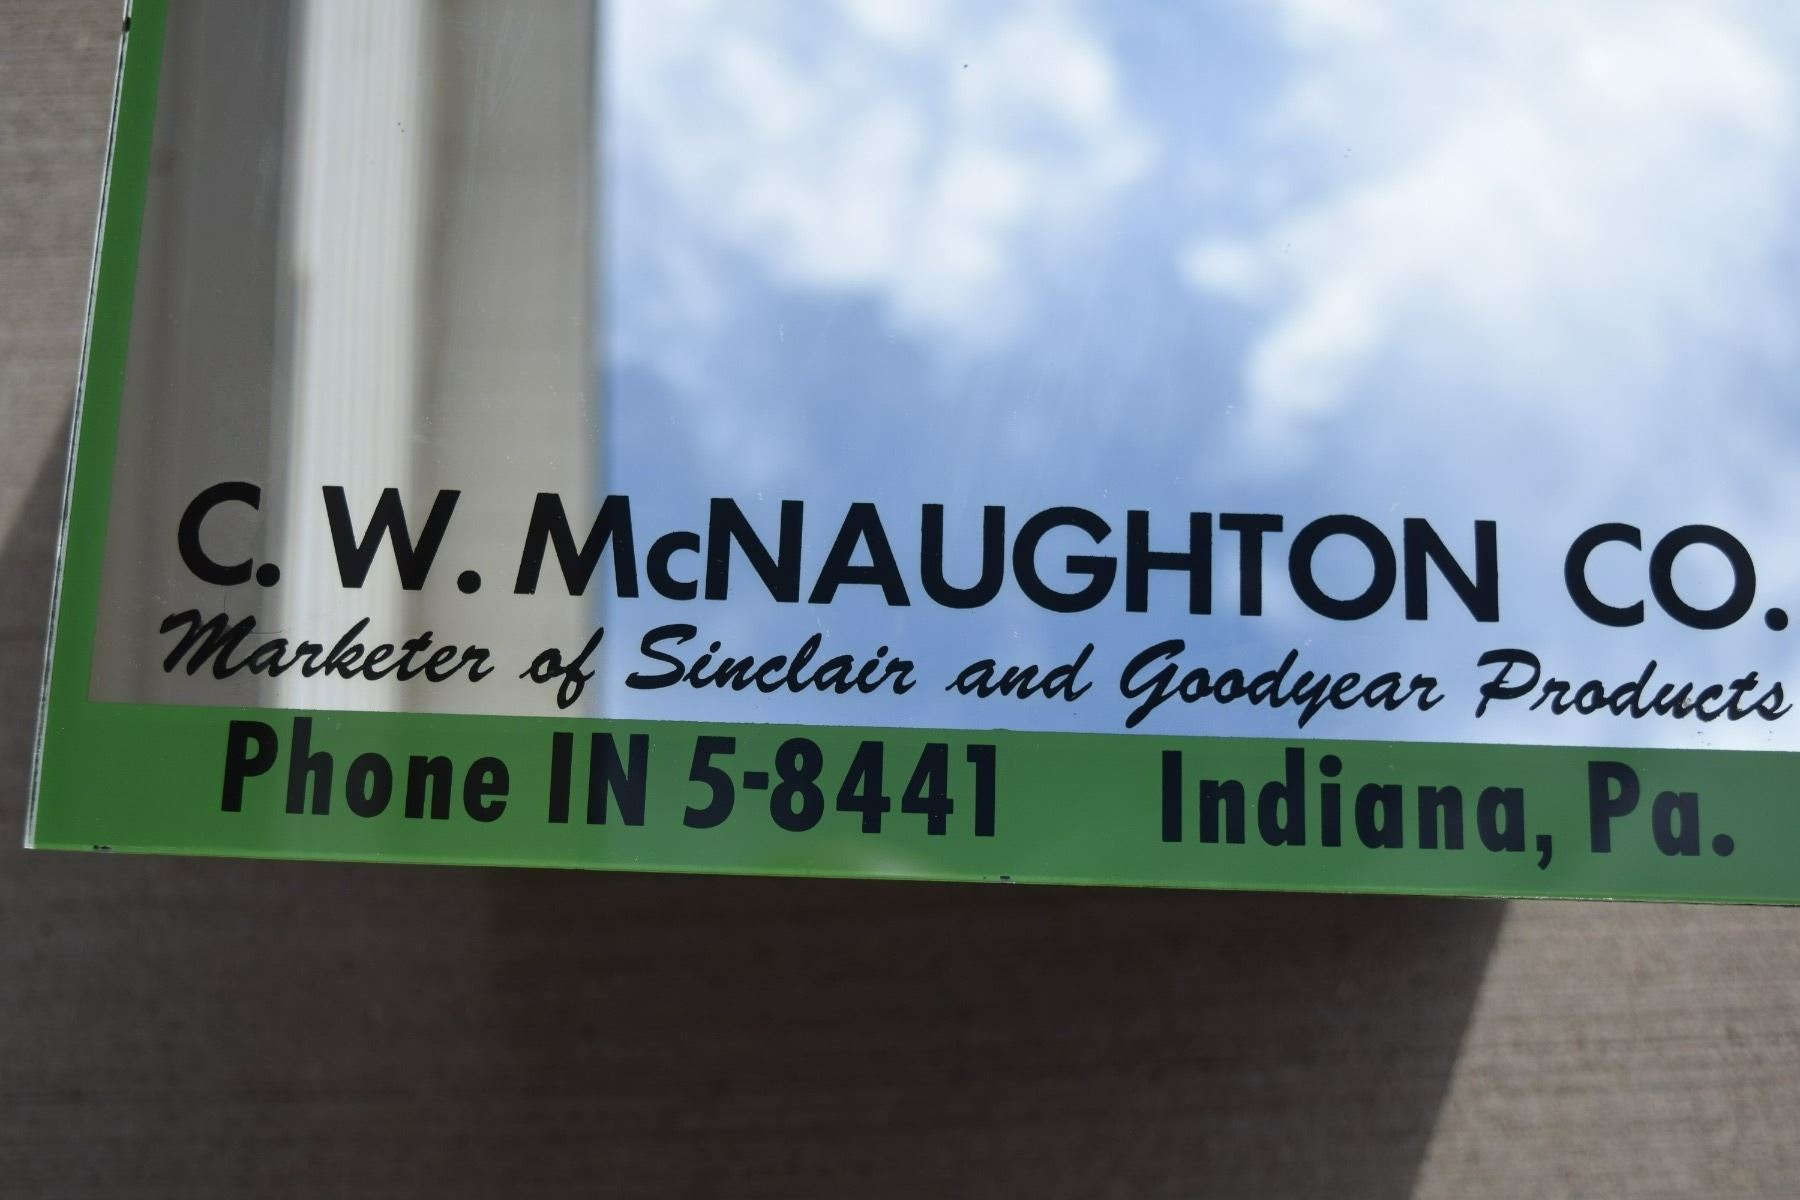 C. W. McNAUGHTON CO.
Marketer of Sinclair and Goodyear Products
Phone IN 5-8441 Indiana, Pa.